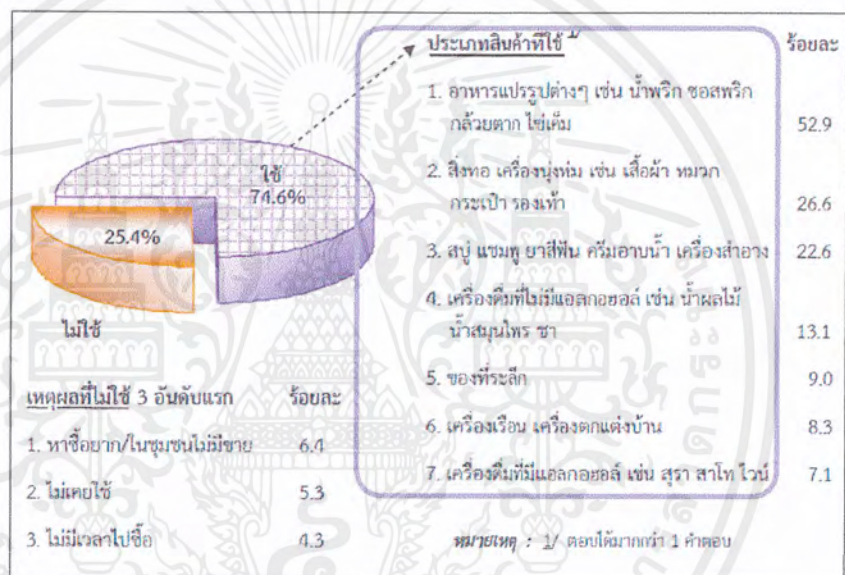 ใช้
74.6%
25.4%
ไม่ใช้
เหตุผลที่ไม่ใช้ 3 อันดับแรก ร้อยละ
1. หาซื้อยาก/ในชุมชนไม่มีขาย 6.4
2. ไม่เคยใช้ 5.3
3. ไม่มีเวลาไปซื้อ 4.3
ประเภทสินค้าที่ใช้ 1/ ร้อยละ
1. อาหารแปรรูปต่างๆ เช่น น้ำพริก ซอสพริก
กล้วยตาก ไข่เค็ม 52.9
2. สิ่งทอ เครื่องนุ่งห่ม เช่น เสื้อผ้า หมวก
กระเป๋า รองเท้า 26.6
3. สบู่ แชมพู ยาสีฟัน ครีมอาบน้ำ เครื่องสำอาง 22.6
4. เครื่องดื่มที่ไม่มีแอลกอฮอล์ เช่น น้ำผลไม้
น้ำสมุนไพร ชา 13.1
5. ของที่ระลึก 9.0
6. เครื่องเรือน เครื่องตกแต่งบ้าน 8.3
7. เครื่องดื่มที่มีแอลกอฮอล์ เช่น สุรา สาโท ไวน์ 7.1
หมายเหตุ : 1/ ตอบได้มากกว่า 1 คำตอบ